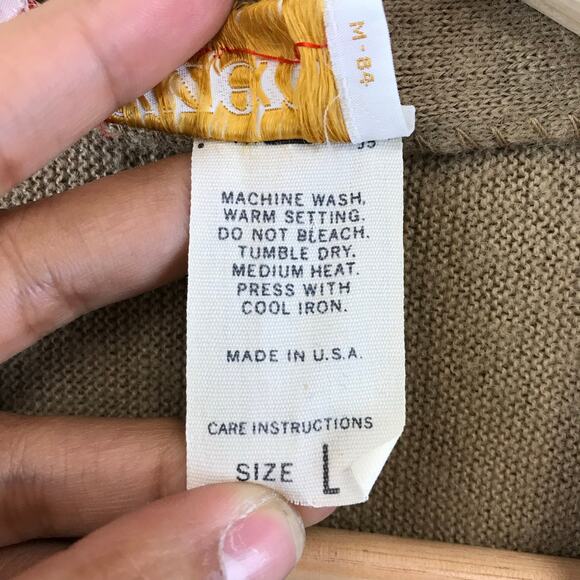 M-84
MACHINE WASH,
WARM SETTING.
DO NOT BLEACH.
TUMBLE DRY.
MEDIUM HEAT.
PRESS WITH
COOL IRON.
MADE IN U.S.A.
CARE INSTRUCTIONS
SIZE L